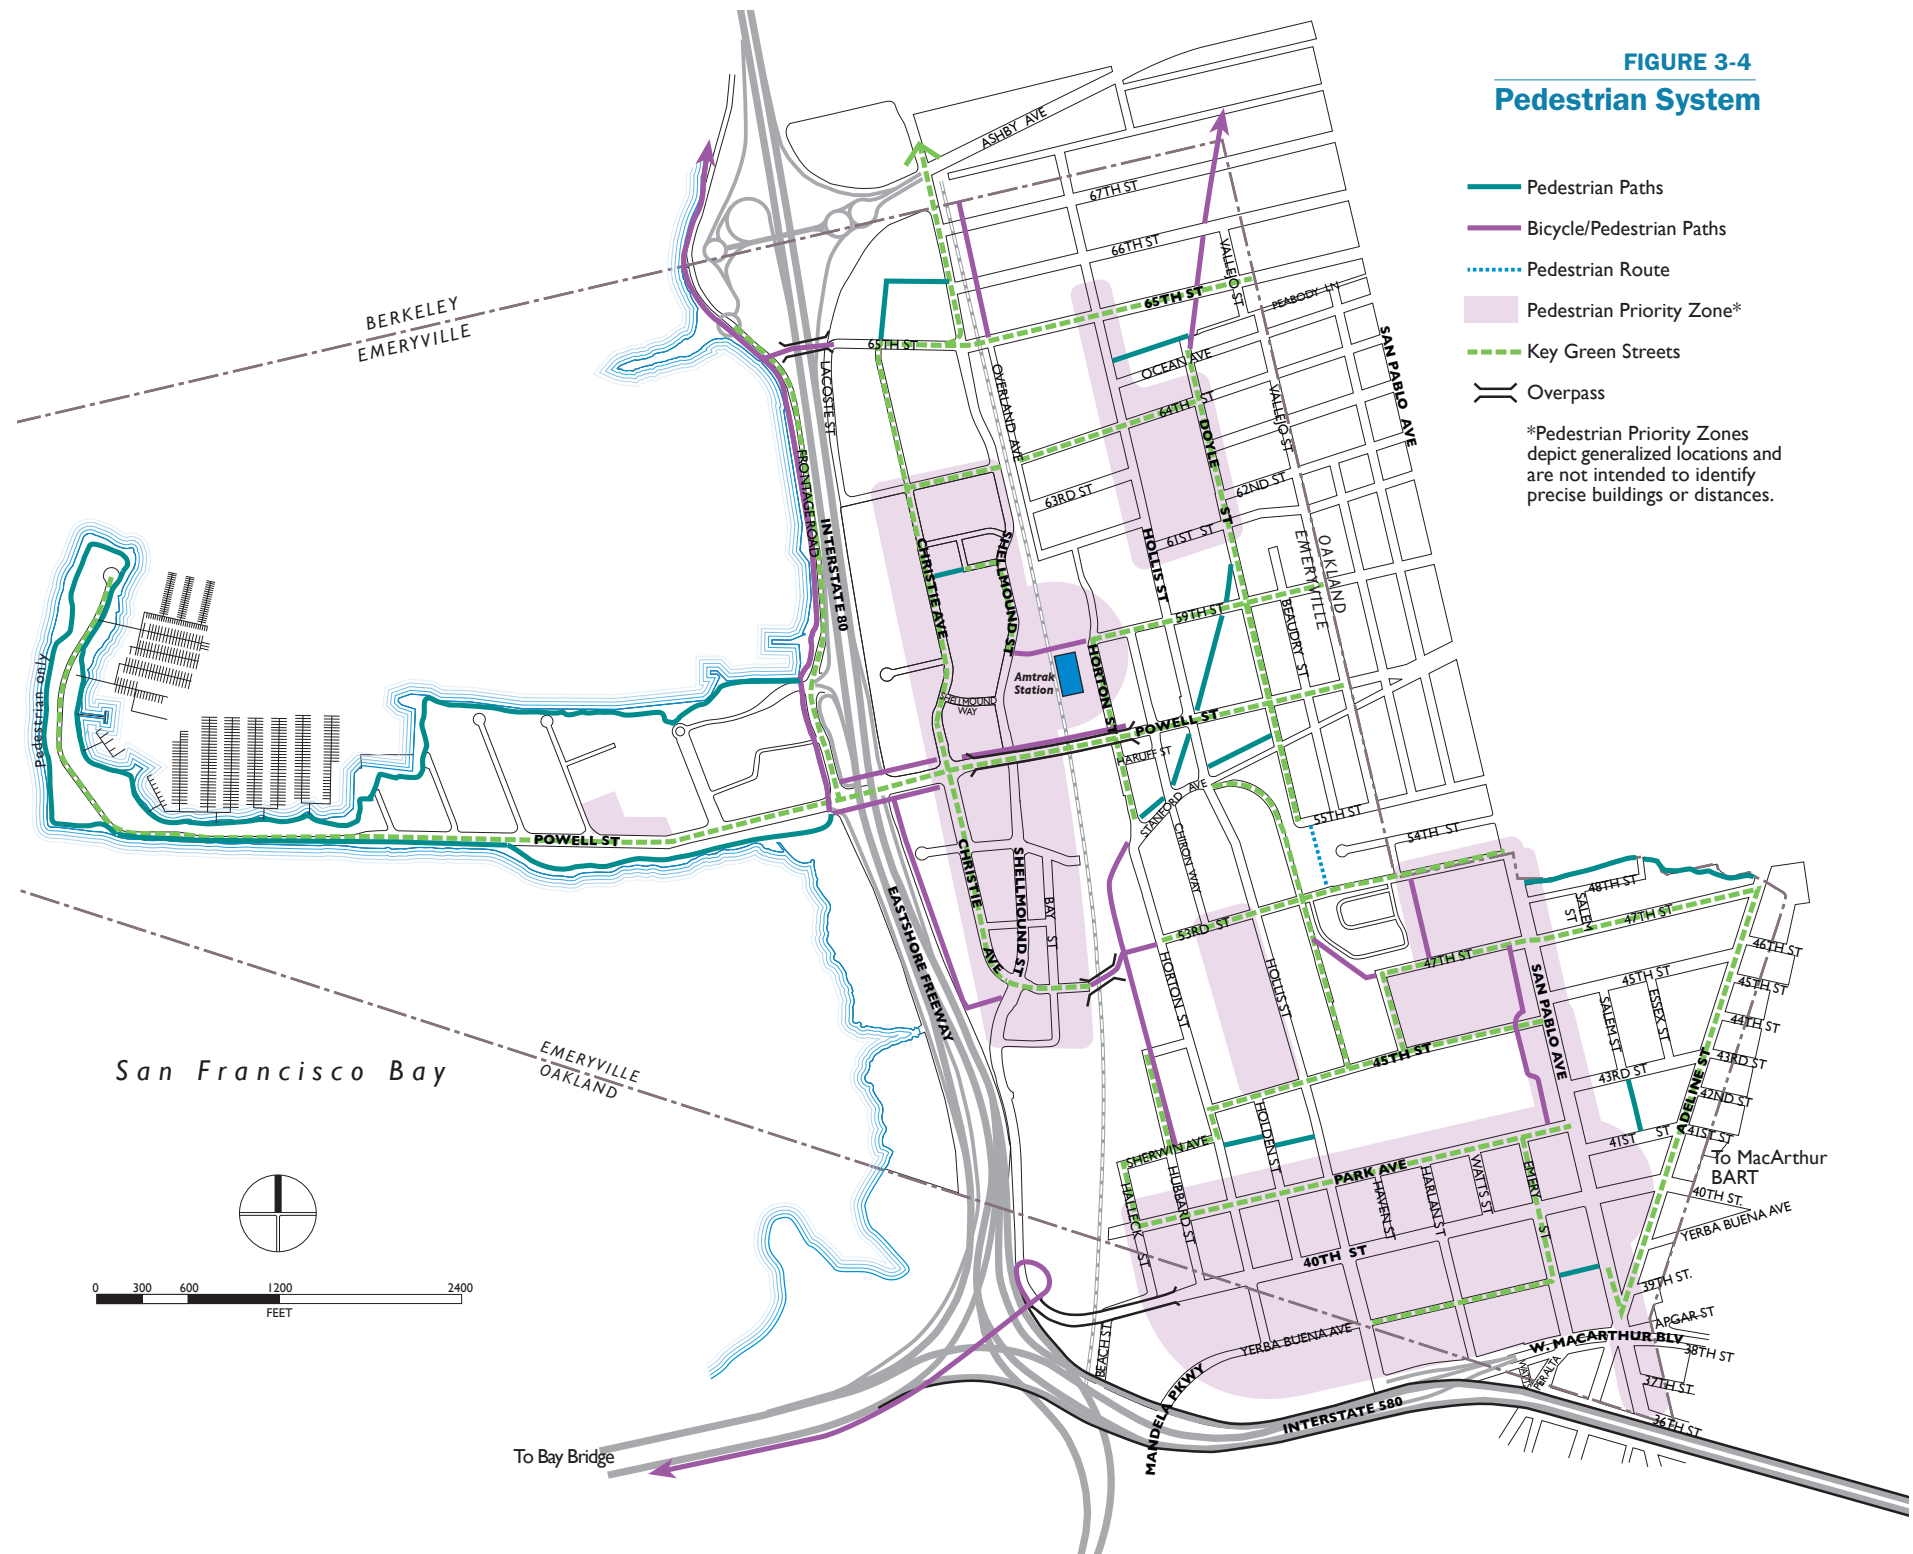 FIGURE 3-4
Pedestrian System
Pedestrian Paths
Bicycle/Pedestrian Paths
Pedestrian Route
Pedestrian Priority Zone*
Key Green Streets
Overpass
*Pedestrian Priority Zones
depict generalized locations and
are not intended to identify
precise buildings or distances.
ASHBY AVE
67TH ST
66TH ST
VALLEJO ST
65TH ST
PEABODY LN
BERKELEY
EMERYVILLE
65TH ST
OCEAN AVE
SAN PABLO AVE
LACOSTE ST
OVERLAND AVE
64TH ST
VALLEJO ST
DOYLE ST
FRONTAGE ROAD
63RD ST
62ND ST
INTERSTATE 80
61ST ST
HOLLIS ST
OAKLAND
EMERYVILLE
CHRISTIE AVE
SHELLMOUND ST
59TH ST
BEAUDRY ST
Pedestrian only
HORTON ST
Amtrak
Station
SHELLMOUND
WAY
POWELL ST
HARUFF ST
STANFORD AVE
55TH ST
54TH ST
POWELL ST
CHRISTIE AVE
SHELLMOUND ST
BAY ST
CHIRON WAY
EASTSHORE FREEWAY
48TH ST
SALEM ST
47TH ST
53RD ST
46TH ST
47TH ST
HORTON ST
HOLLIS ST
SAN PABLO AVE
45TH ST
45TH ST
SALEM ST
ESSEX ST
44TH ST
45TH ST
43RD ST
43RD ST
ADELINE ST
42ND ST
San Francisco Bay
EMERYVILLE
OAKLAND
HOLDEN ST
SHERWIN AVE
41ST ST
41ST ST
To MacArthur
BART
PARK AVE
HALLECK ST
HUBBARD ST
HAVEN ST
HARLAN ST
WATTS ST
EMERY ST
40TH ST.
YERBA BUENA AVE
40TH ST
39TH ST.
0 300 600 1200 2400
FEET
APGAR ST
YERBA BUENA AVE
W. MACARTHUR BLV
38TH ST
BEACH ST
WATTS
PERALTA
37TH ST.
MANDELA PKWY
INTERSTATE 580
36TH ST
To Bay Bridge